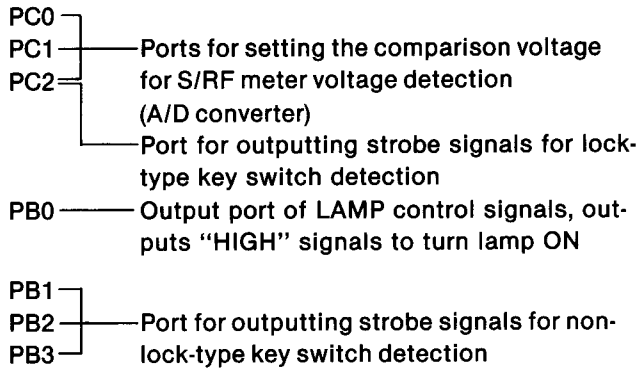 PC0
PC1 Ports for setting the comparison voltage
PC2 for S/RF meter voltage detection
(A/D converter)
Port for outputting strobe signals for lock-
type key switch detection
PB0 Output port of LAMP control signals, out-
puts “HIGH” signals to turn lamp ON
PB1
PB2 Port for outputting strobe signals for non-
PB3 lock-type key switch detection